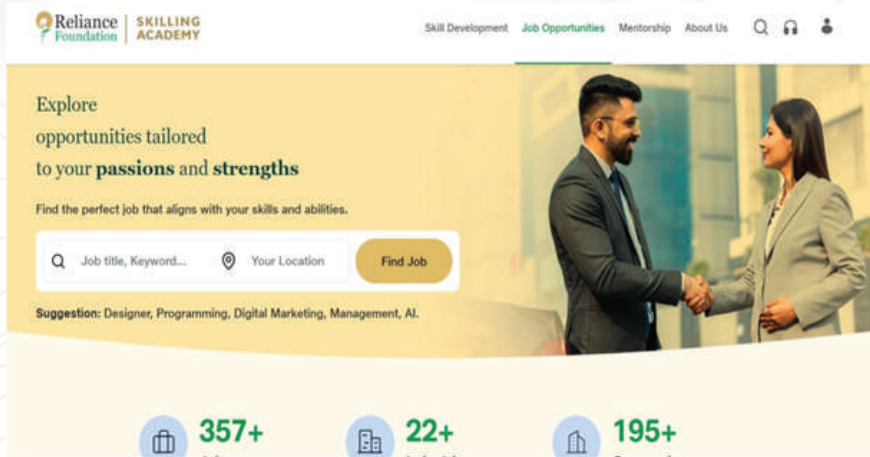 Reliance Foundation
SKILLING ACADEMY
Skill Development Job Opportunities Mentorship About Us
Explore
opportunities tailored
to your passions and strengths
Find the perfect job that aligns with your skills and abilities.
Job title, Keyword... Your Location Find Job
Suggestion: Designer, Programming, Digital Marketing, Management, AI.
357+ 22+ 195+